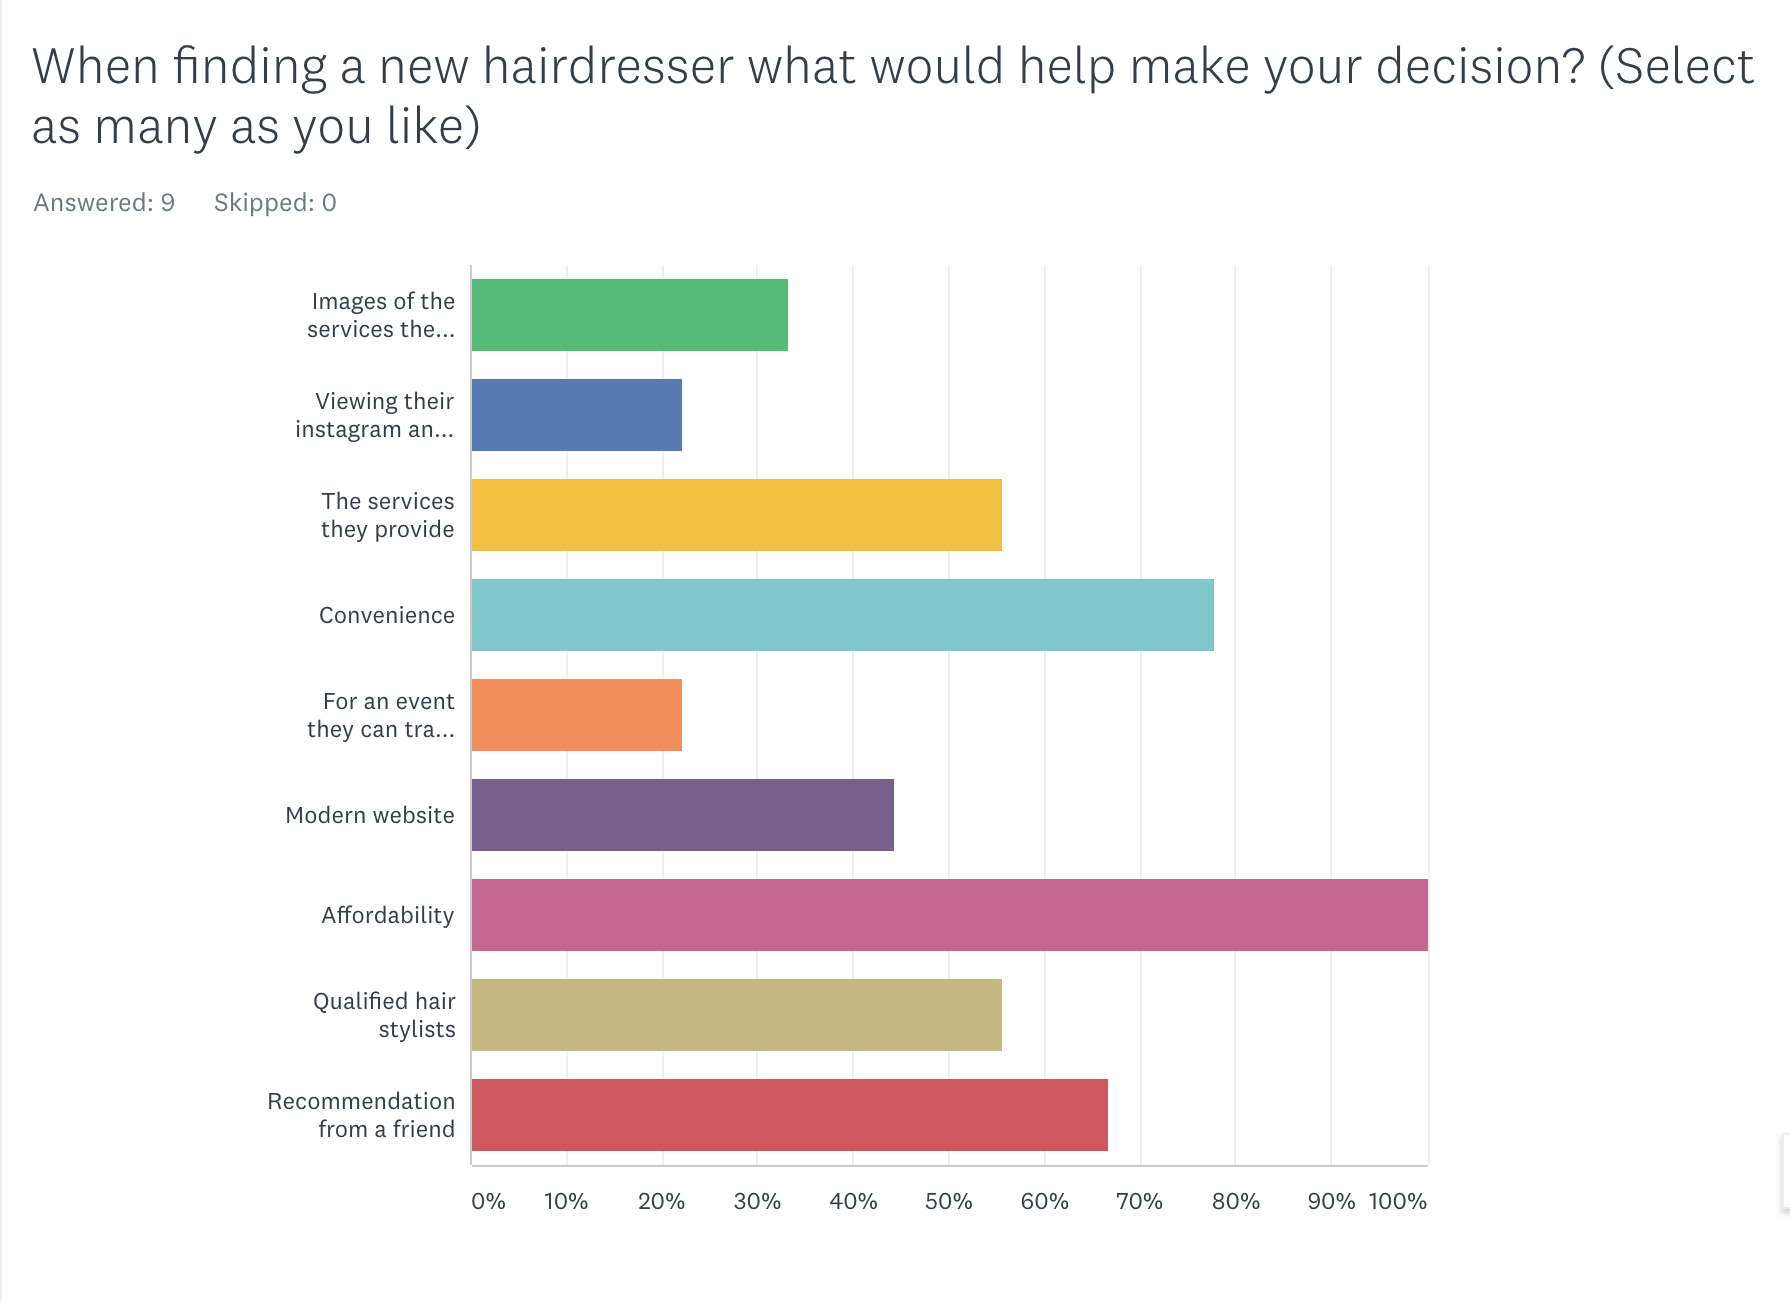 When finding a new hairdresser what would help make your decision? (Select
as many as you like)
Answered: 9 Skipped: 0
Images of the
services the...
Viewing their
instagram an...
The services
they provide
Convenience
For an event
they can tra...
Modern website
Affordability
Qualified hair
stylists
Recommendation
from a friend
0% 10% 20% 30% 40% 50% 60% 70% 80% 90% 100%